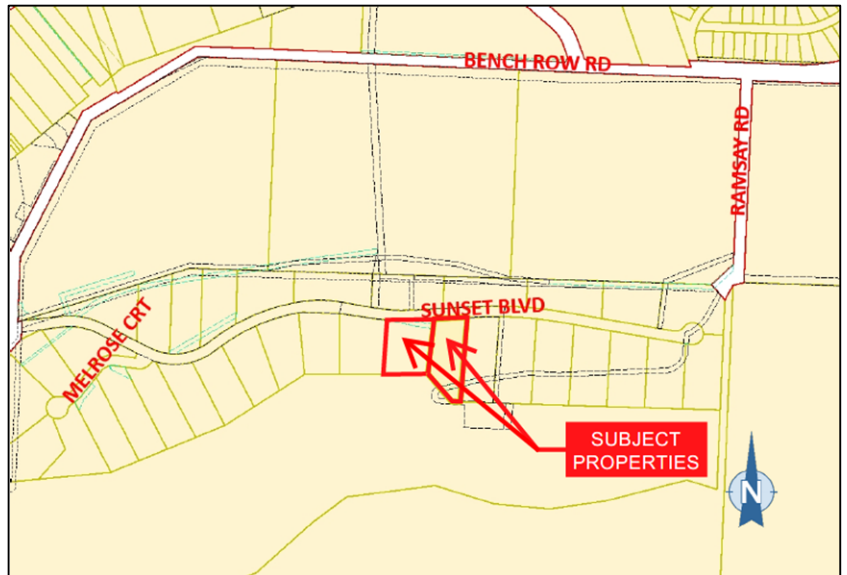 BENCH ROW RD
RAMSAY RD
SUNSET BLVD
MELROSE CRT
SUBJECT
PROPERTIES
N